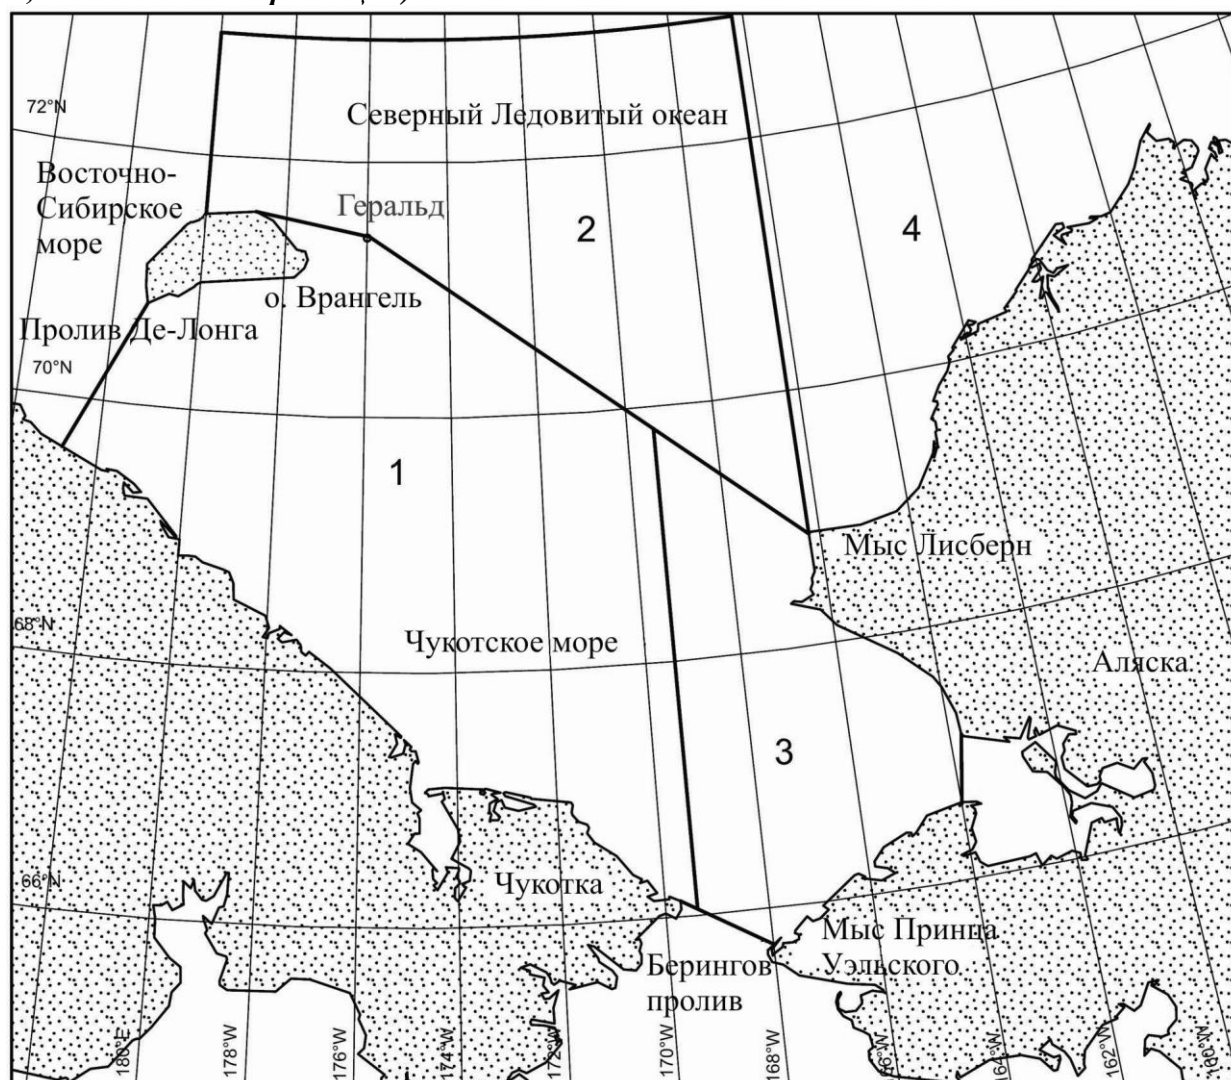 72°N
Северный Ледовитый океан
Восточно-
Сибирское
море
Геральд
2
4
о. Врангель
Пролив Де-Лонга
70°N
1
Мыс Лисберн
68°N
Чукотское море
Аляска
3
66°N
Чукотка
Мыс Принца
Уэльского
Берингов
пролив
180°E
178°W
176°W
174°W
172°W
170°W
168°W
166°W
164°W
162°W
160°W